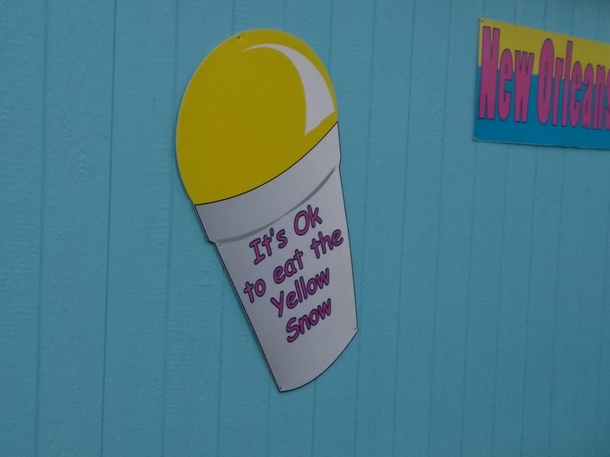 It's Ok
to eat the
Yellow
Snow
New Orleans